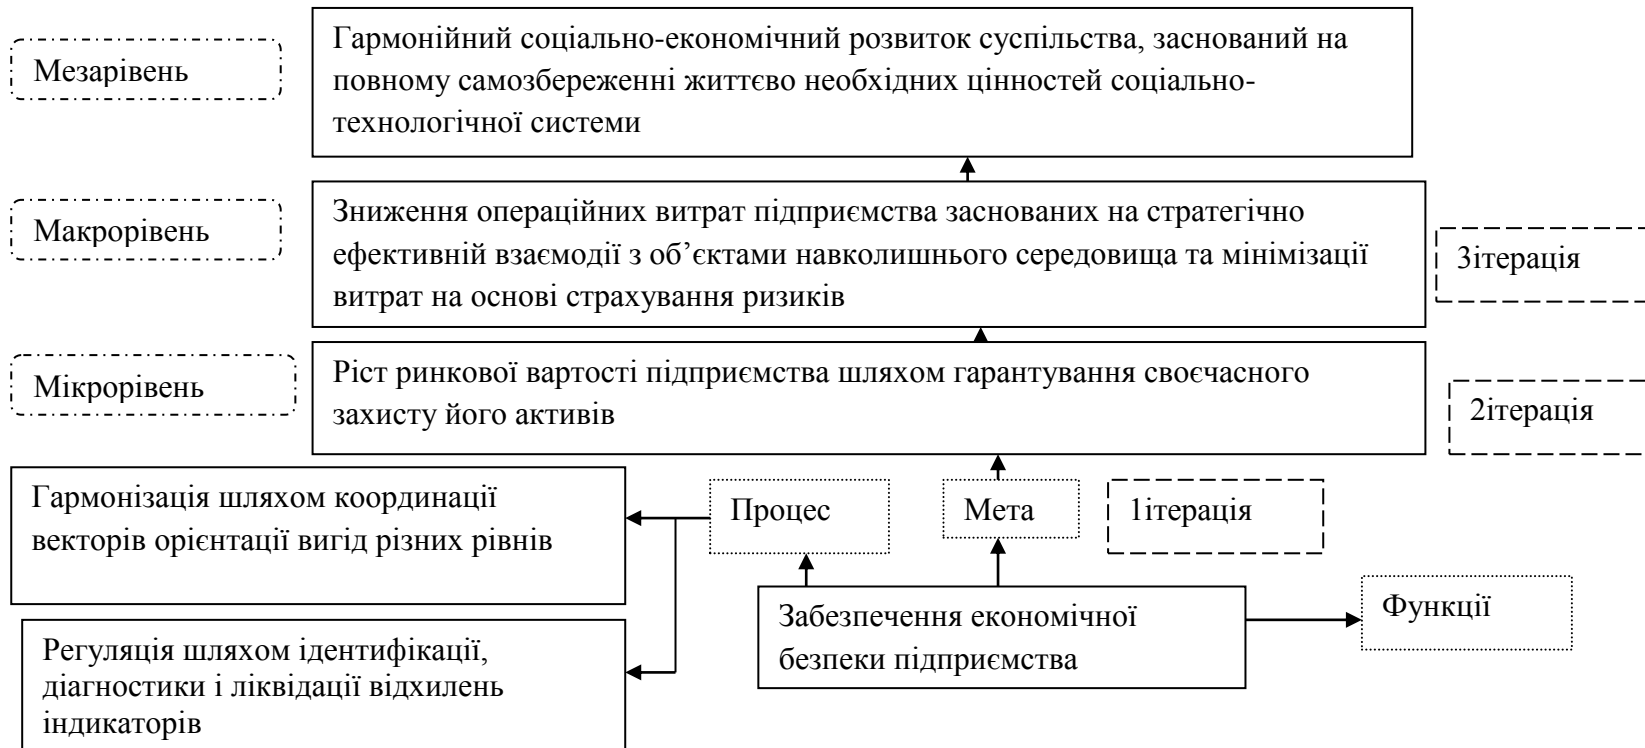 Мезарівень
Гармонійний соціально-економічний розвиток суспільства, заснований на
повному самозбереженні життєво необхідних цінностей соціально-
технологічної системи
Макрорівень
Зниження операційних витрат підприємства заснованих на стратегічно
ефективній взаємодії з об’єктами навколишнього середовища та мінімізації
витрат на основі страхування ризиків
3ітерація
Мікрорівень
Ріст ринкової вартості підприємства шляхом гарантування своєчасного
захисту його активів
2ітерація
Гармонізація шляхом координації
векторів орієнтації вигід різних рівнів
Процес
Мета
1ітерація
Забезпечення економічної
безпеки підприємства
Функції
Регуляція шляхом ідентифікації,
діагностики і ліквідації відхилень
індикаторів